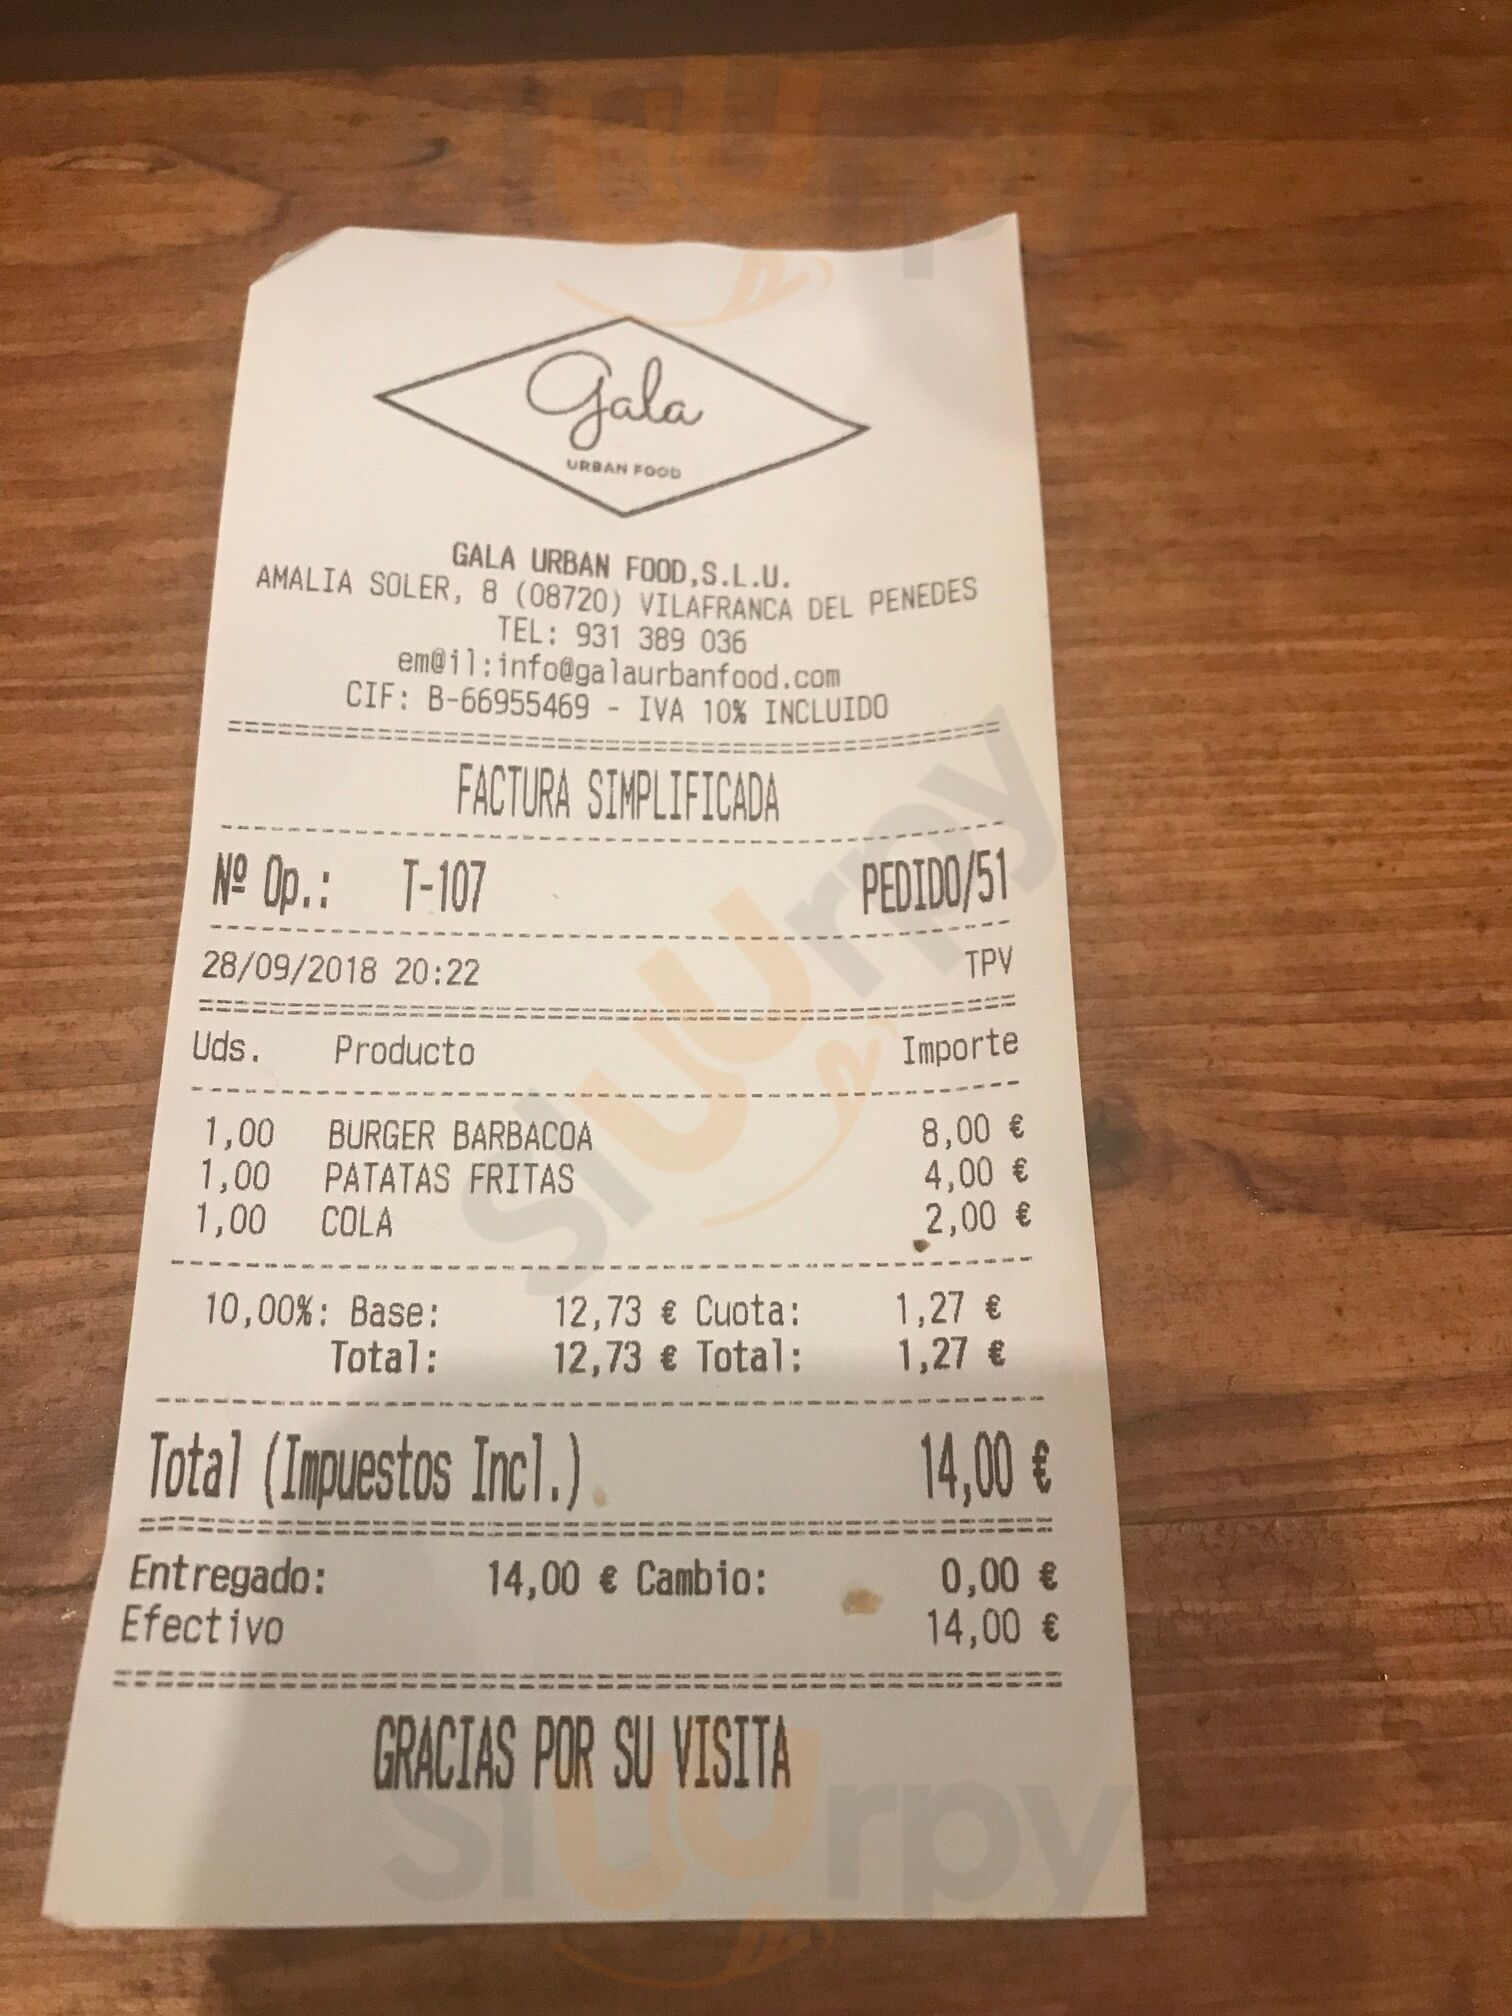 gala
URBAN FOOD
GALA URBAN FOOD,S.L.U.
AMALIA SOLER, 8 (08720) VILAFRANCA DEL PENEDES
TEL: 931 389 036
em@il:info@galaurbanfood.com
CIF: B-66955469 - IVA 10% INCLUIDO
FACTURA SIMPLIFICADA
Nº Op.: T-107 PEDIDO/51
28/09/2018 20:22 TPV
Uds. Producto Importe
1,00 BURGER BARBACOA 8,00 €
1,00 PATATAS FRITAS 4,00 €
1,00 COLA 2,00 €
10,00%: Base: 12,73 € Cuota: 1,27 €
Total: 12,73 € Total: 1,27 €
Total (Impuestos Incl.) 14,00 €
Entregado: 14,00 € Cambio: 0,00 €
Efectivo 14,00 €
GRACIAS POR SU VISITA
sluurpy
sluurpy
sluurpy